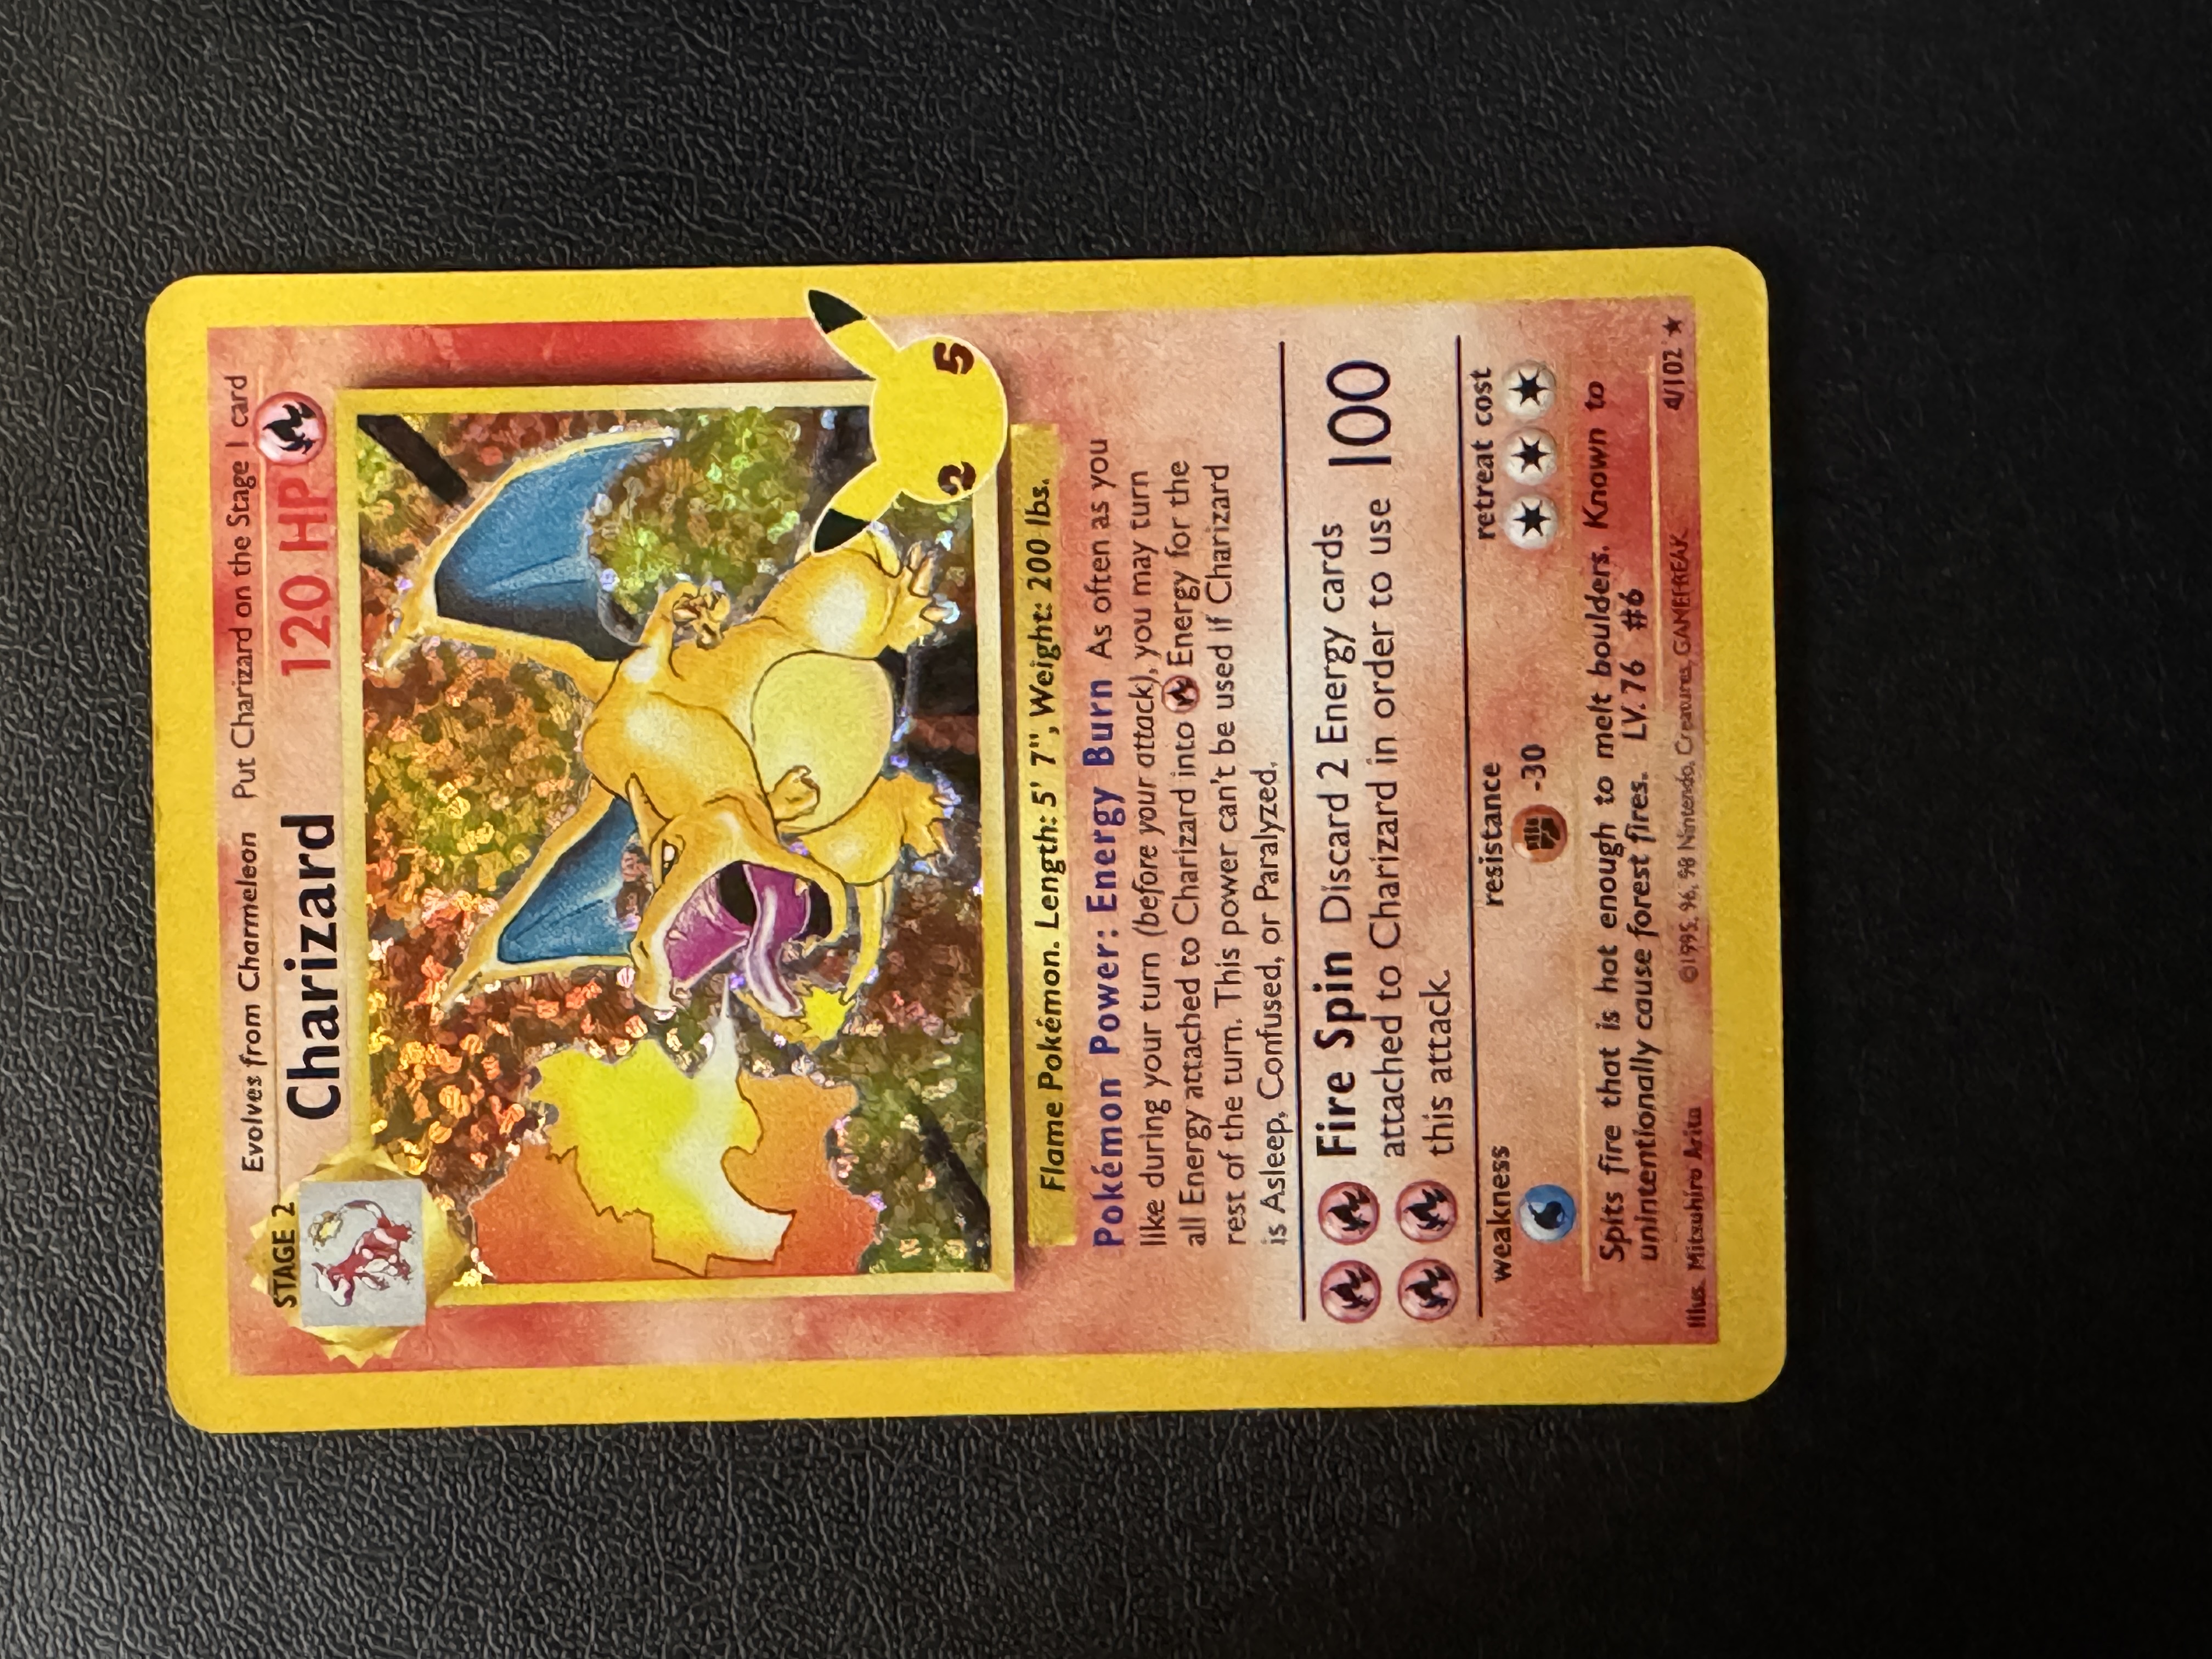 STAGE 2
Evolves from Charmeleon Put Charizard on the Stage 1 card
Charizard 120 HP
2 5
Flame Pokémon. Length: 5' 7", Weight: 200 lbs.
Pokémon Power: Energy Burn As often as you
like during your turn (before your attack), you may turn
all Energy attached to Charizard into Energy for the
rest of the turn. This power can't be used if Charizard
is Asleep, Confused, or Paralyzed.
Fire Spin Discard 2 Energy cards
attached to Charizard in order to use 100
this attack.
weakness resistance retreat cost
-30
Spits fire that is hot enough to melt boulders. Known to
unintentionally cause forest fires. LV. 76 #6
Illus. Mitsuhiro Arita ©1995, 96, 98 Nintendo, Creatures, GAMEFREAK. 4/102 ★